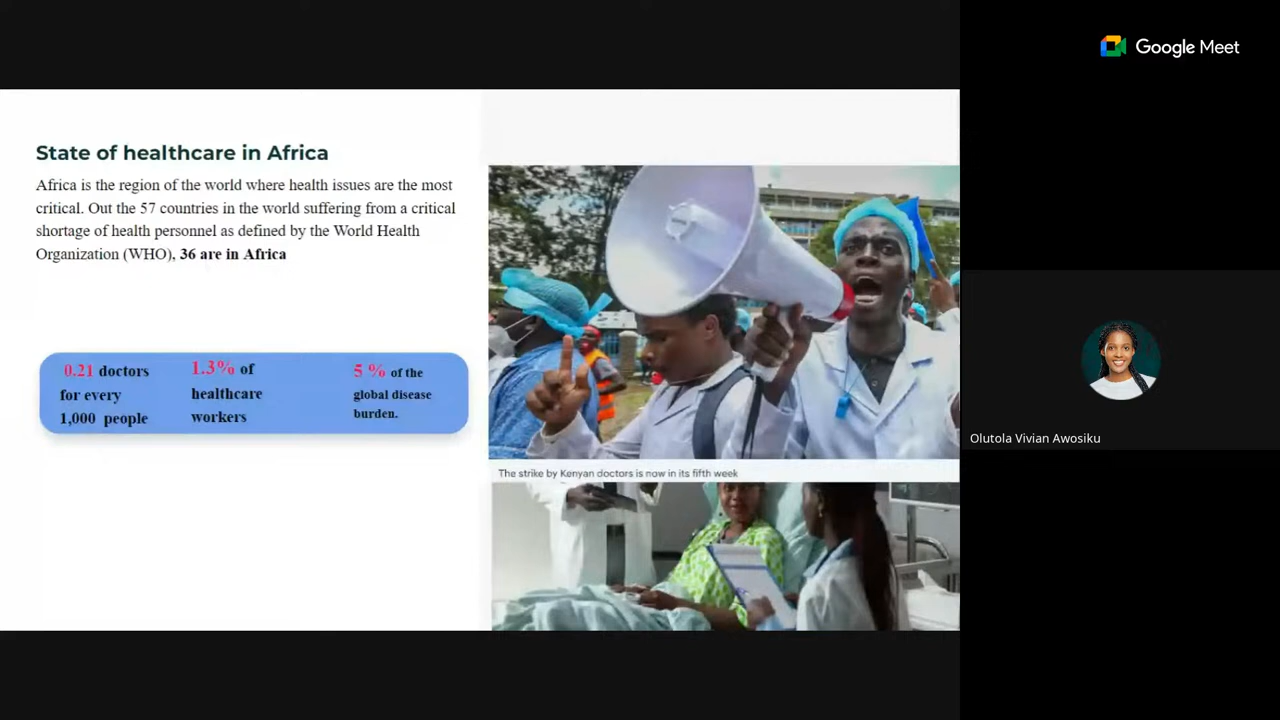 Google Meet
State of healthcare in Africa
Africa is the region of the world where health issues are the most
critical. Out the 57 countries in the world suffering from a critical
shortage of health personnel as defined by the World Health
Organization (WHO), 36 are in Africa
0.21 doctors
for every
1,000 people
1.3% of
healthcare
workers
5 % of the
global disease
burden.
The strike by Kenyan doctors is now in its fifth week
Olutola Vivian Awosiku